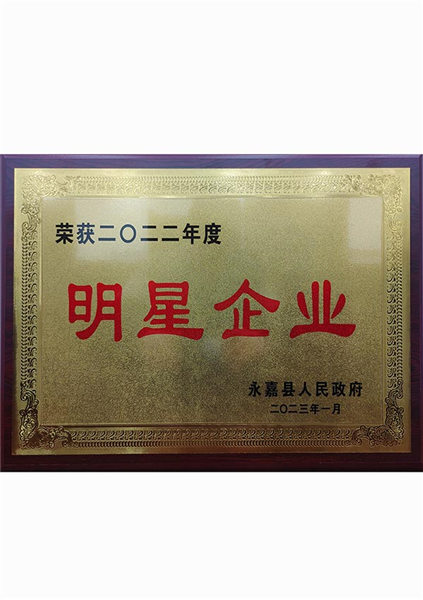 荣获二〇二二年度
明星企业
永嘉县人民政府
二〇二三年一月